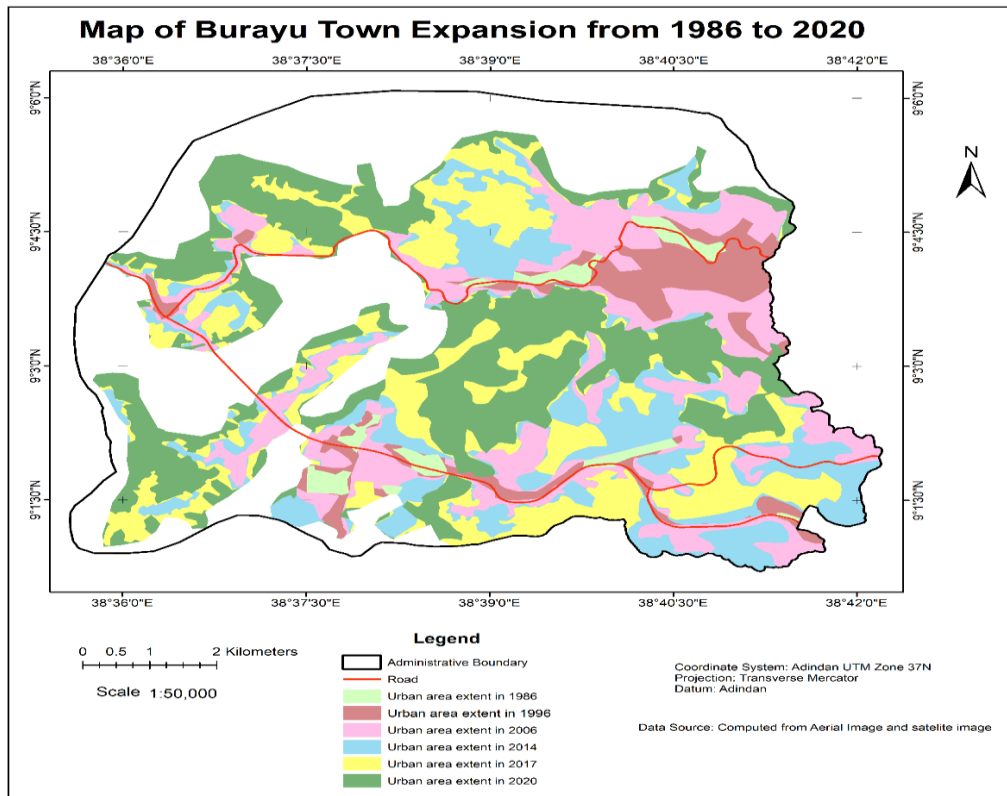 Map of Burayu Town Expansion from 1986 to 2020
38°36'0"E 38°37'30"E 38°39'0"E 38°40'30"E 38°42'0"E
9°6'0"N 9°6'0"N
N
9°4'30"N 9°4'30"N
9°3'0"N 9°3'0"N
9°1'30"N 9°1'30"N
38°36'0"E 38°37'30"E 38°39'0"E 38°40'30"E 38°42'0"E
0 0.5 1 2 Kilometers
Scale 1:50,000
Legend
Administrative Boundary
Road
Urban area extent in 1986
Urban area extent in 1996
Urban area extent in 2006
Urban area extent in 2014
Urban area extent in 2017
Urban area extent in 2020
Coordinate System: Adindan UTM Zone 37N
Projection: Transverse Mercator
Datum: Adindan
Data Source: Computed from Aerial Image and satelite image